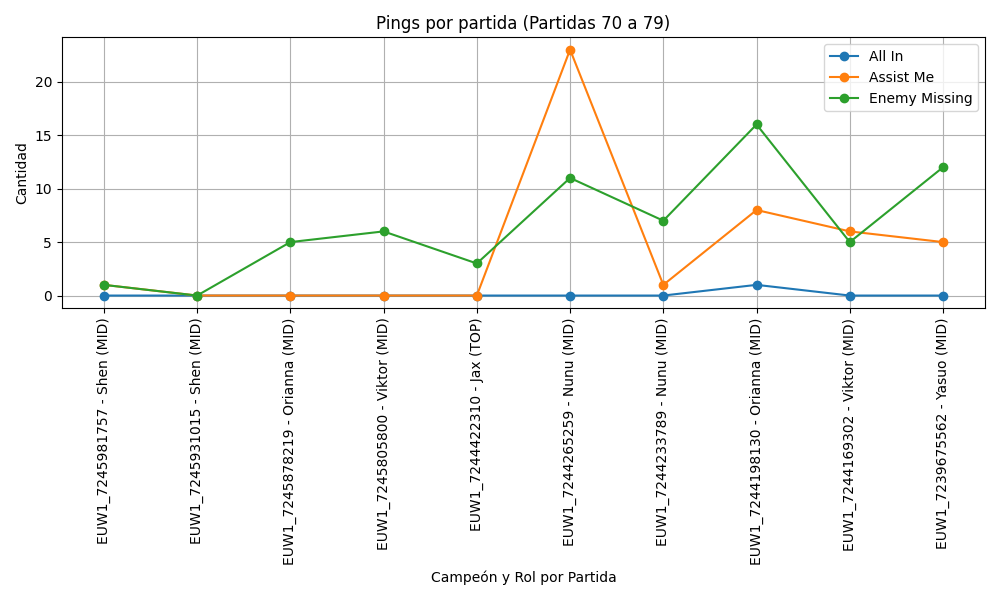 Pings por partida (Partidas 70 a 79)
All In
Assist Me
Enemy Missing
Cantidad
20
15
10
5
0
EUW1_7245981757 - Shen (MID)
EUW1_7245931015 - Shen (MID)
EUW1_7245878219 - Orianna (MID)
EUW1_7245805800 - Viktor (MID)
EUW1_7244422310 - Jax (TOP)
EUW1_7244265259 - Nunu (MID)
EUW1_7244233789 - Nunu (MID)
EUW1_7244198130 - Orianna (MID)
EUW1_7244169302 - Viktor (MID)
EUW1_7239675562 - Yasuo (MID)
Campeón y Rol por Partida